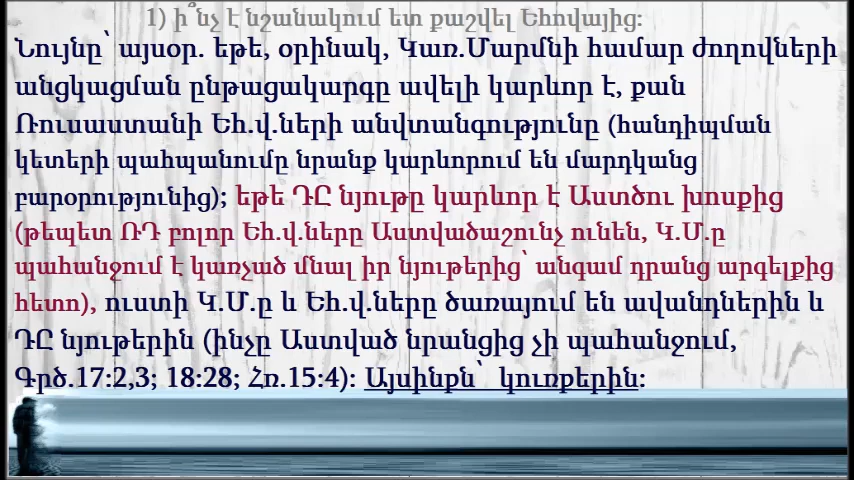 1) ի՞նչ է նշանակում ետ քաշվել Եհովայից:
Նույնը՝ այսօր. եթե, օրինակ, Կառ.Մարմնի համար ժողովների
անցկացման ընթացակարգը ավելի կարևոր է, քան
Ռուսաստանի Եհ.վ.ների անվտանգությունը (հանդիպման
կետերի պահպանումը նրանք կարևորում են մարդկանց
բարօրությունից); եթե ԴԸ նյութը կարևոր է Աստծու խոսքից
(թեպետ ՌԴ բոլոր Եհ.վ.ները Աստվածաշունչ ունեն, Կ.Մ.ը
պահանջում է կառչած մնալ իր նյութերից՝ անգամ դրանց արգելքից
հետո), ուստի Կ.Մ.ը և Եհ.վ.ները ծառայում են ավանդներին և
ԴԸ նյութերին (ինչը Աստված նրանցից չի պահանջում,
Գրծ.17:2,3; 18:28; Հռ.15:4): Այսինքն՝ կուռքերին: